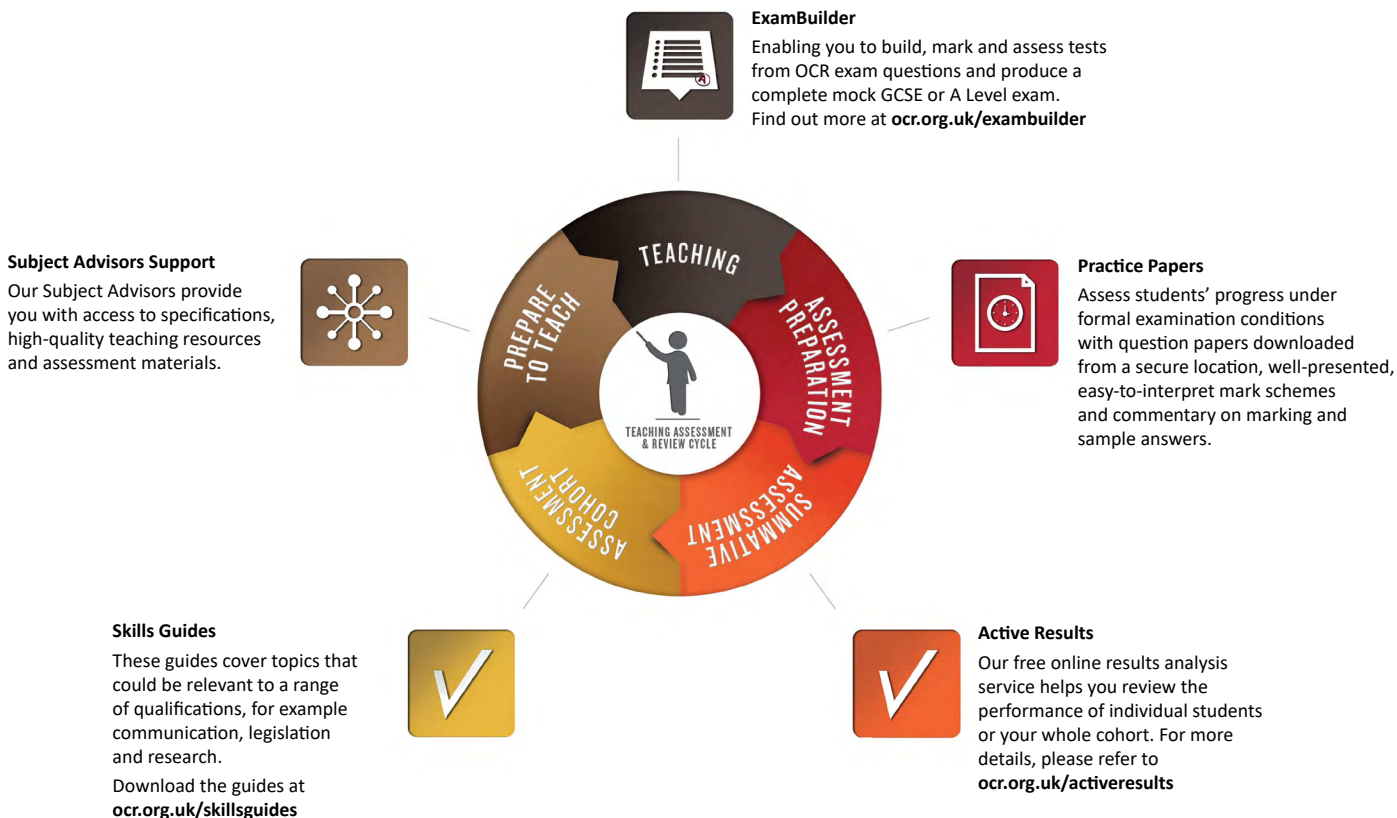 ExamBuilder
Enabling you to build, mark and assess tests
from OCR exam questions and produce a
complete mock GCSE or A Level exam.
Find out more at ocr.org.uk/exambuilder
A
Subject Advisors Support
Our Subject Advisors provide
you with access to specifications,
high-quality teaching resources
and assessment materials.
TEACHING
PREPARE
TO TEACH
ASSESSMENT
PREPARATION
TEACHING ASSESSMENT
& REVIEW CYCLE
ASSESSMENT
COHORT
SUMMATIVE
ASSESSMENT
Practice Papers
Assess students’ progress under
formal examination conditions
with question papers downloaded
from a secure location, well-presented,
easy-to-interpret mark schemes
and commentary on marking and
sample answers.
Skills Guides
These guides cover topics that
could be relevant to a range
of qualifications, for example
communication, legislation
and research.
Download the guides at
ocr.org.uk/skillsguides
Active Results
Our free online results analysis
service helps you review the
performance of individual students
or your whole cohort. For more
details, please refer to
ocr.org.uk/activeresults